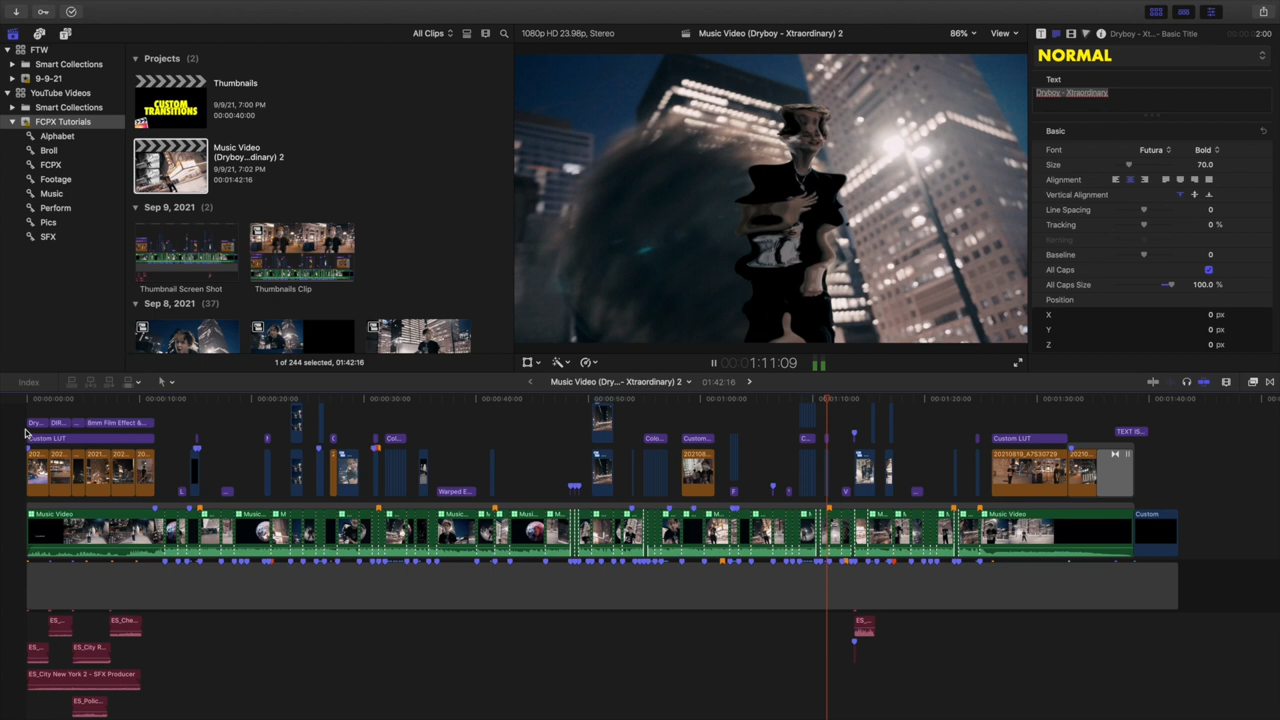 All Clips
1080p HD 23.98p, Stereo
Music Video (Dryboy - Xtraordinary) 2
86%
View
Dryboy - Xt...- Basic Title
2:00
FTW
Smart Collections
9-9-21
YouTube Videos
Smart Collections
FCPX Tutorials
Alphabet
Broll
FCPX
Footage
Music
Perform
Pics
SFX
Projects (2)
CUSTOM
TRANSITIONS
Thumbnails
9/9/21, 7:00 PM
00:00:40:00
Music Video
(Dryboy...dinary) 2
9/9/21, 7:02 PM
00:01:42:16
Sep 9, 2021 (2)
Thumbnail Screen Shot
Thumbnails Clip
Sep 8, 2021 (37)
1 of 244 selected, 01:42:16
00:00:1:11:09
NORMAL
Text
Dryboy - Xtraordinary
Basic
Font
Futura
Bold
Size
70.0
Alignment
Vertical Alignment
Line Spacing
0
Tracking
0 %
Kerning
Baseline
0
All Caps
All Caps Size
100.0 %
Position
X
0 px
Y
0 px
Z
0 px
Index
Music Video (Dry...- Xtraordinary) 2
01:42:16
00:00:00:00
00:00:10:00
00:00:20:00
00:00:30:00
00:00:50:00
00:01:00:00
00:01:10:00
00:01:20:00
00:01:30:00
00:01:40:00
Dry...
DIR...
...
8mm Film Effect &...
TEXT IS...
Custom LUT
Col...
Colo...
Custom...
C...
Custom LUT
202...
202...
2021...
202...
20...
202108...
20210819_A7S30729
20210...
L
...
Warped E...
F
V
...
Music Video
Music...
M
Music...
Musi...
M...
Music Video
Custom
ES_...
ES_Che...
ES_...
ES_...
ES_City R...
ES_City New York 2 - SFX Producer
ES_Polic...